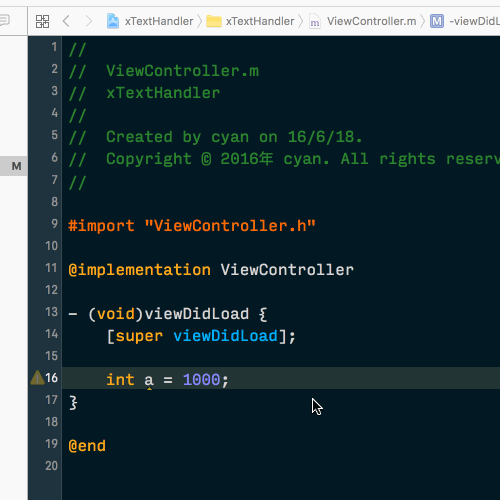 xTextHandler xTextHandler ViewController.m M -viewDidL
M
1 //
2 // ViewController.m
3 // xTextHandler
4 //
5 // Created by cyan on 16/6/18.
6 // Copyright © 2016年 cyan. All rights reserv
7 //
8
9 #import "ViewController.h"
10
11 @implementation ViewController
12
13 - (void)viewDidLoad {
14 [super viewDidLoad];
15
16 int a = 1000;
17 }
18
19 @end
20